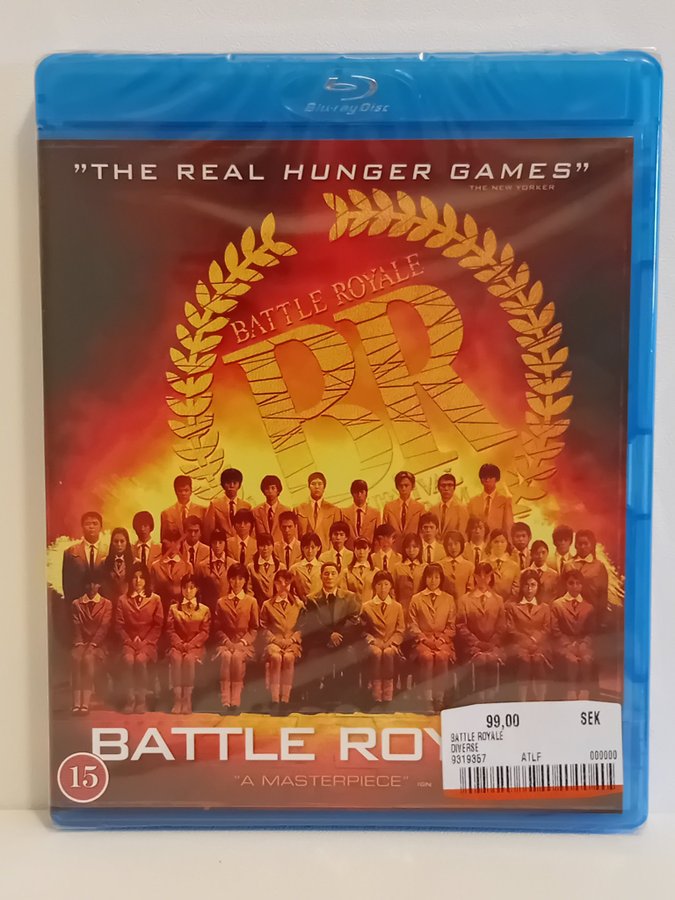 Blu-ray Disc
"THE REAL HUNGER GAMES"
THE NEW YORKER
BATTLE ROYALE
BR
BATTLE ROY
15
"A MASTERPIECE" IGN
99,00 SEK
BATTLE ROYALE
DIVERSE
9319357 ATLF 000000